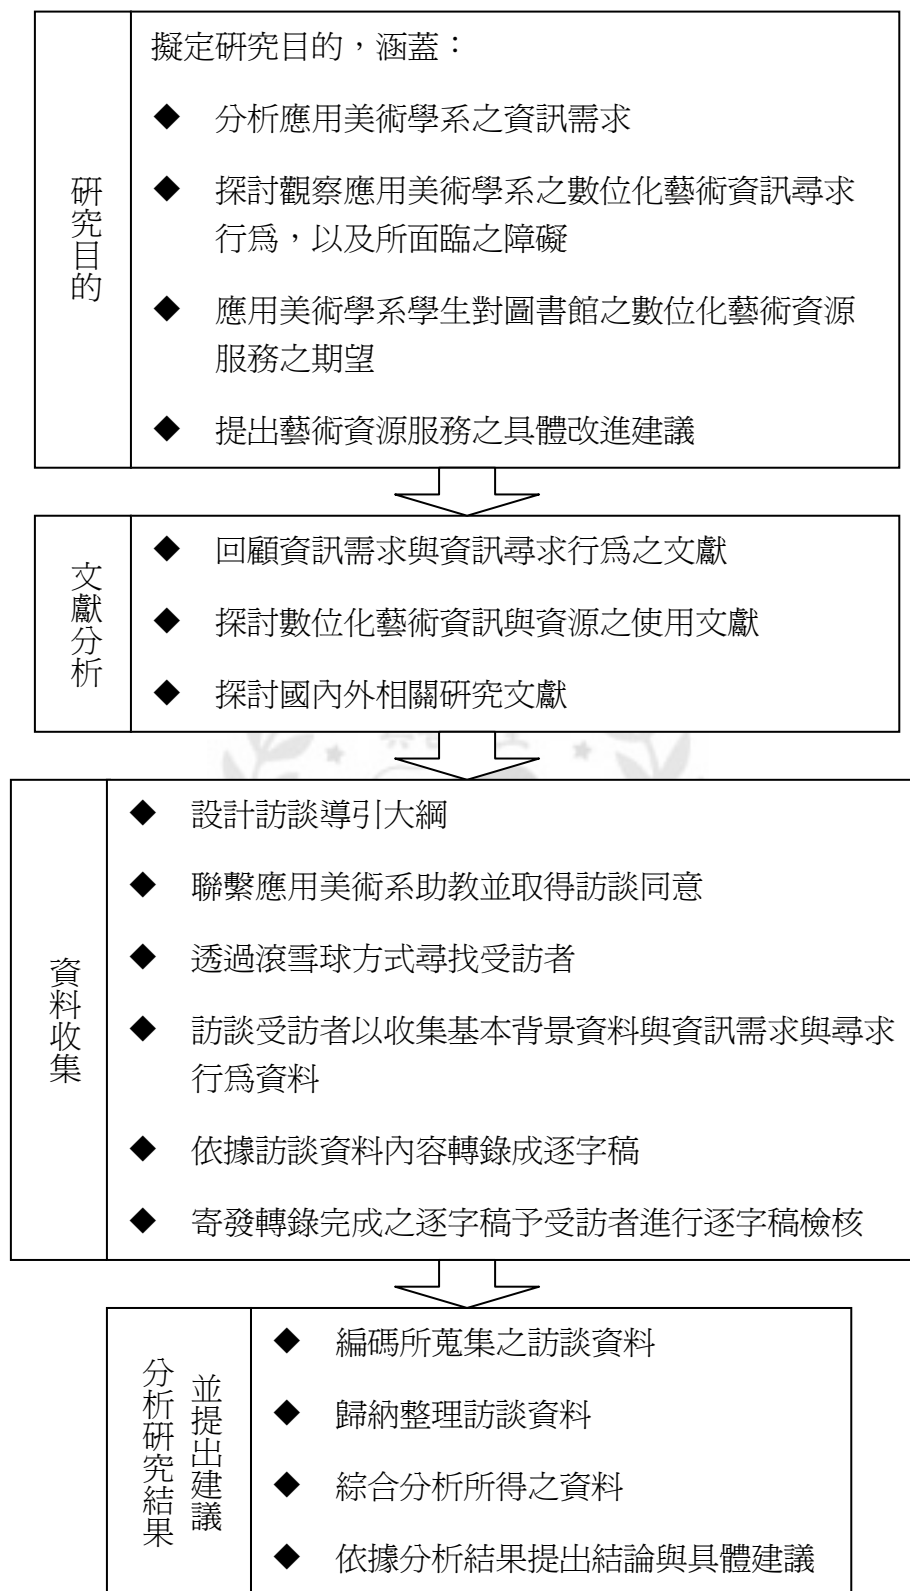 研究目的
擬定研究目的，涵蓋：
◆ 分析應用美術學系之資訊需求
◆ 探討觀察應用美術學系之數位化藝術資訊尋求
行為，以及所面臨之障礙
◆ 應用美術學系學生對圖書館之數位化藝術資源
服務之期望
◆ 提出藝術資源服務之具體改進建議
文獻分析
◆ 回顧資訊需求與資訊尋求行為之文獻
◆ 探討數位化藝術資訊與資源之使用文獻
◆ 探討國內外相關研究文獻
資料收集
◆ 設計訪談導引大綱
◆ 聯繫應用美術系助教並取得訪談同意
◆ 透過滾雪球方式尋找受訪者
◆ 訪談受訪者以收集基本背景資料與資訊需求與尋求
行為資料
◆ 依據訪談資料內容轉錄成逐字稿
◆ 寄發轉錄完成之逐字稿予受訪者進行逐字稿檢核
分析研究結果
並提出建議
◆ 編碼所蒐集之訪談資料
◆ 歸納整理訪談資料
◆ 綜合分析所得之資料
◆ 依據分析結果提出結論與具體建議